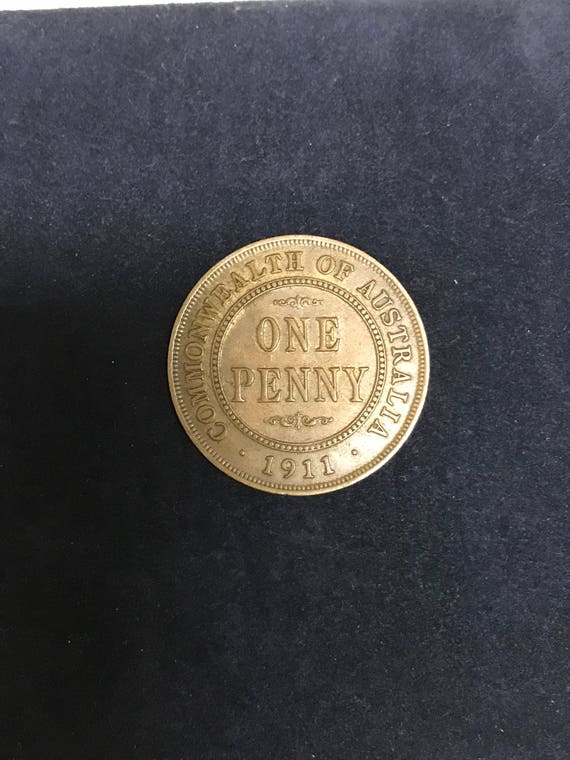 COMMONWEALTH OF AUSTRALIA
ONE
PENNY
· 1911 ·